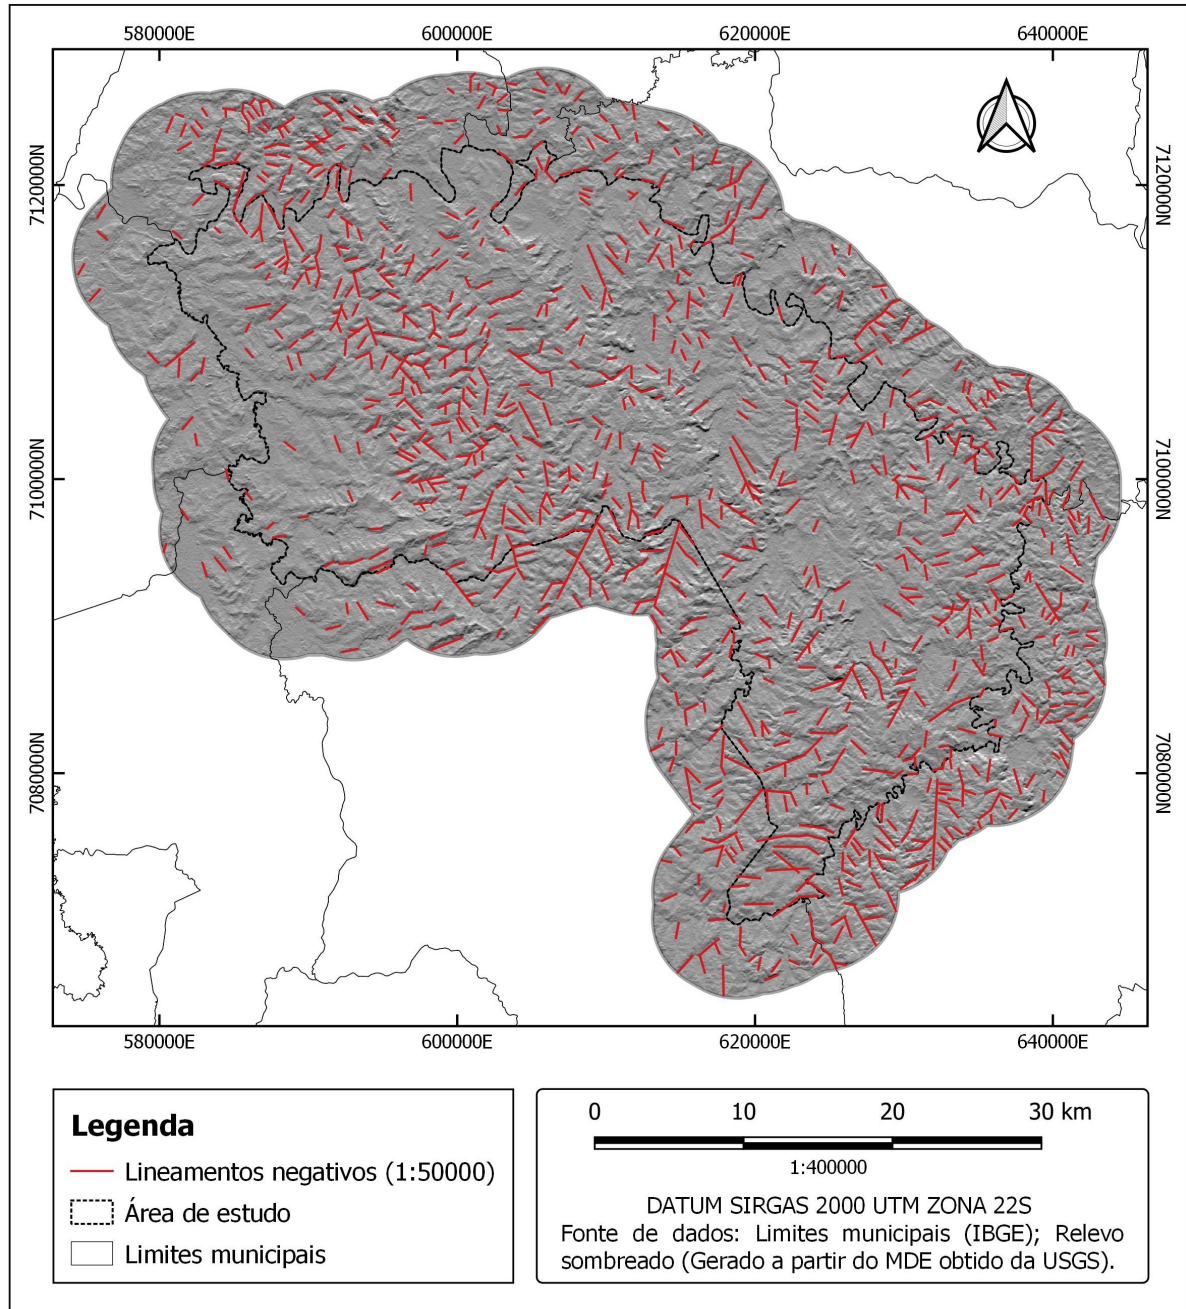 580000E 600000E 620000E 640000E
7120000N 7120000N
7100000N 7100000N
7080000N 7080000N
580000E 600000E 620000E 640000E
Legenda
Lineamentos negativos (1:50000)
Área de estudo
Limites municipais
0 10 20 30 km
1:400000
DATUM SIRGAS 2000 UTM ZONA 22S
Fonte de dados: Limites municipais (IBGE); Relevo
sombreado (Gerado a partir do MDE obtido da USGS).